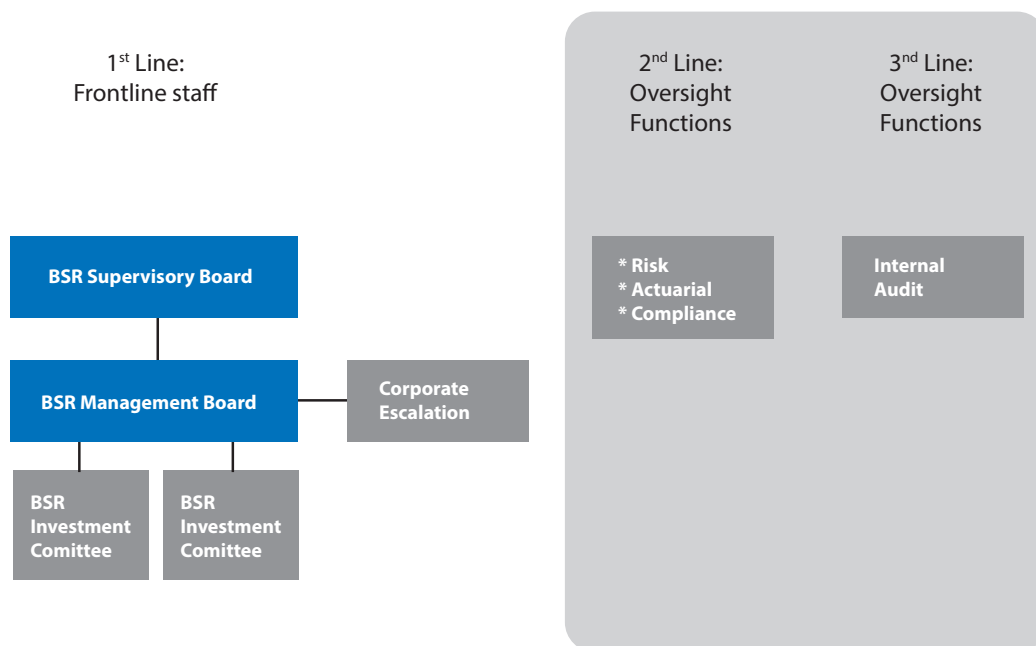 1st Line:
Frontline staff
2nd Line:
Oversight
Functions
3nd Line:
Oversight
Functions
BSR Supervisory Board
* Risk
* Actuarial
* Compliance
Internal
Audit
BSR Management Board
Corporate
Escalation
BSR
Investment
Comittee
BSR
Investment
Comittee